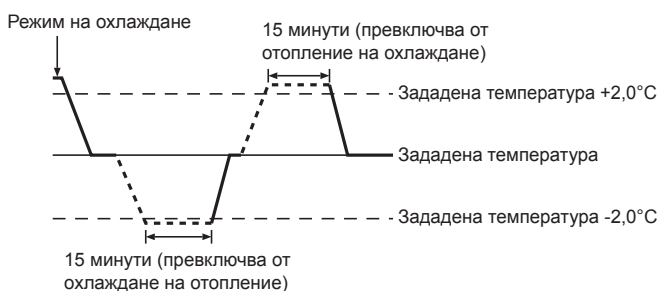 Режим на охлаждане
15 минути (превключва от
отопление на охлаждане)
Зададена температура +2,0°C
Зададена температура
Зададена температура -2,0°C
15 минути (превключва от
охлаждане на отопление)